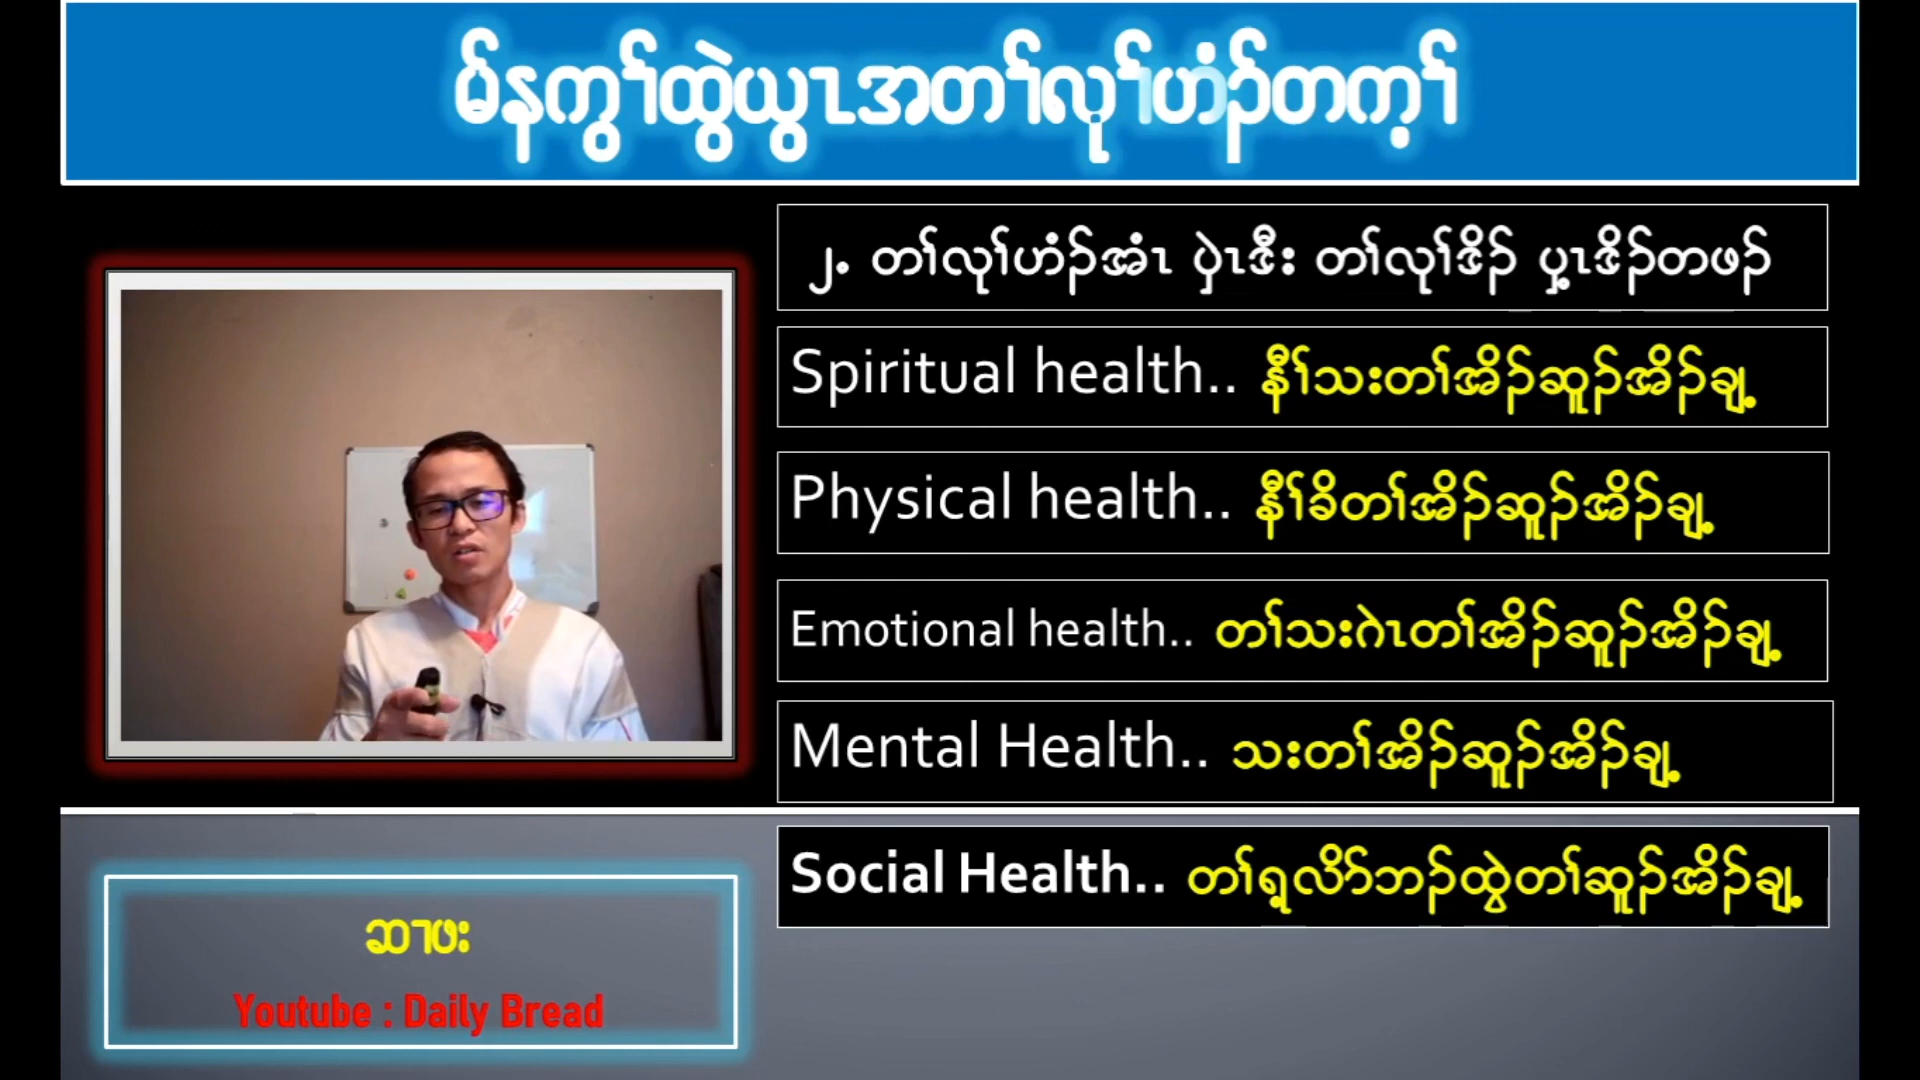 မ်နကွၢ်ထွဲယွၤအတၢ်လုၢ်ဟံၣ်တက့ၢ်
၂. တၢ်လုၢ်ဟံၣ်အံၤ ပှဲၤဒီး တၢ်လုၢ်ဒိၣ် ပှ့ၤဒိၣ်တဖၣ်
Spiritual health.. နီၢ်သးတၢ်အိၣ်ဆူၣ်အိၣ်ချ့
Physical health.. နီၢ်ခိတၢ်အိၣ်ဆူၣ်အိၣ်ချ့
Emotional health.. တၢ်သးဂဲၤတၢ်အိၣ်ဆူၣ်အိၣ်ချ့
Mental Health.. သးတၢ်အိၣ်ဆူၣ်အိၣ်ချ့
Social Health.. တၢ်ရ့လိာ်ဘၣ်ထွဲတၢ်ဆူၣ်အိၣ်ချ့
ဆၢဖး
Youtube : Daily Bread